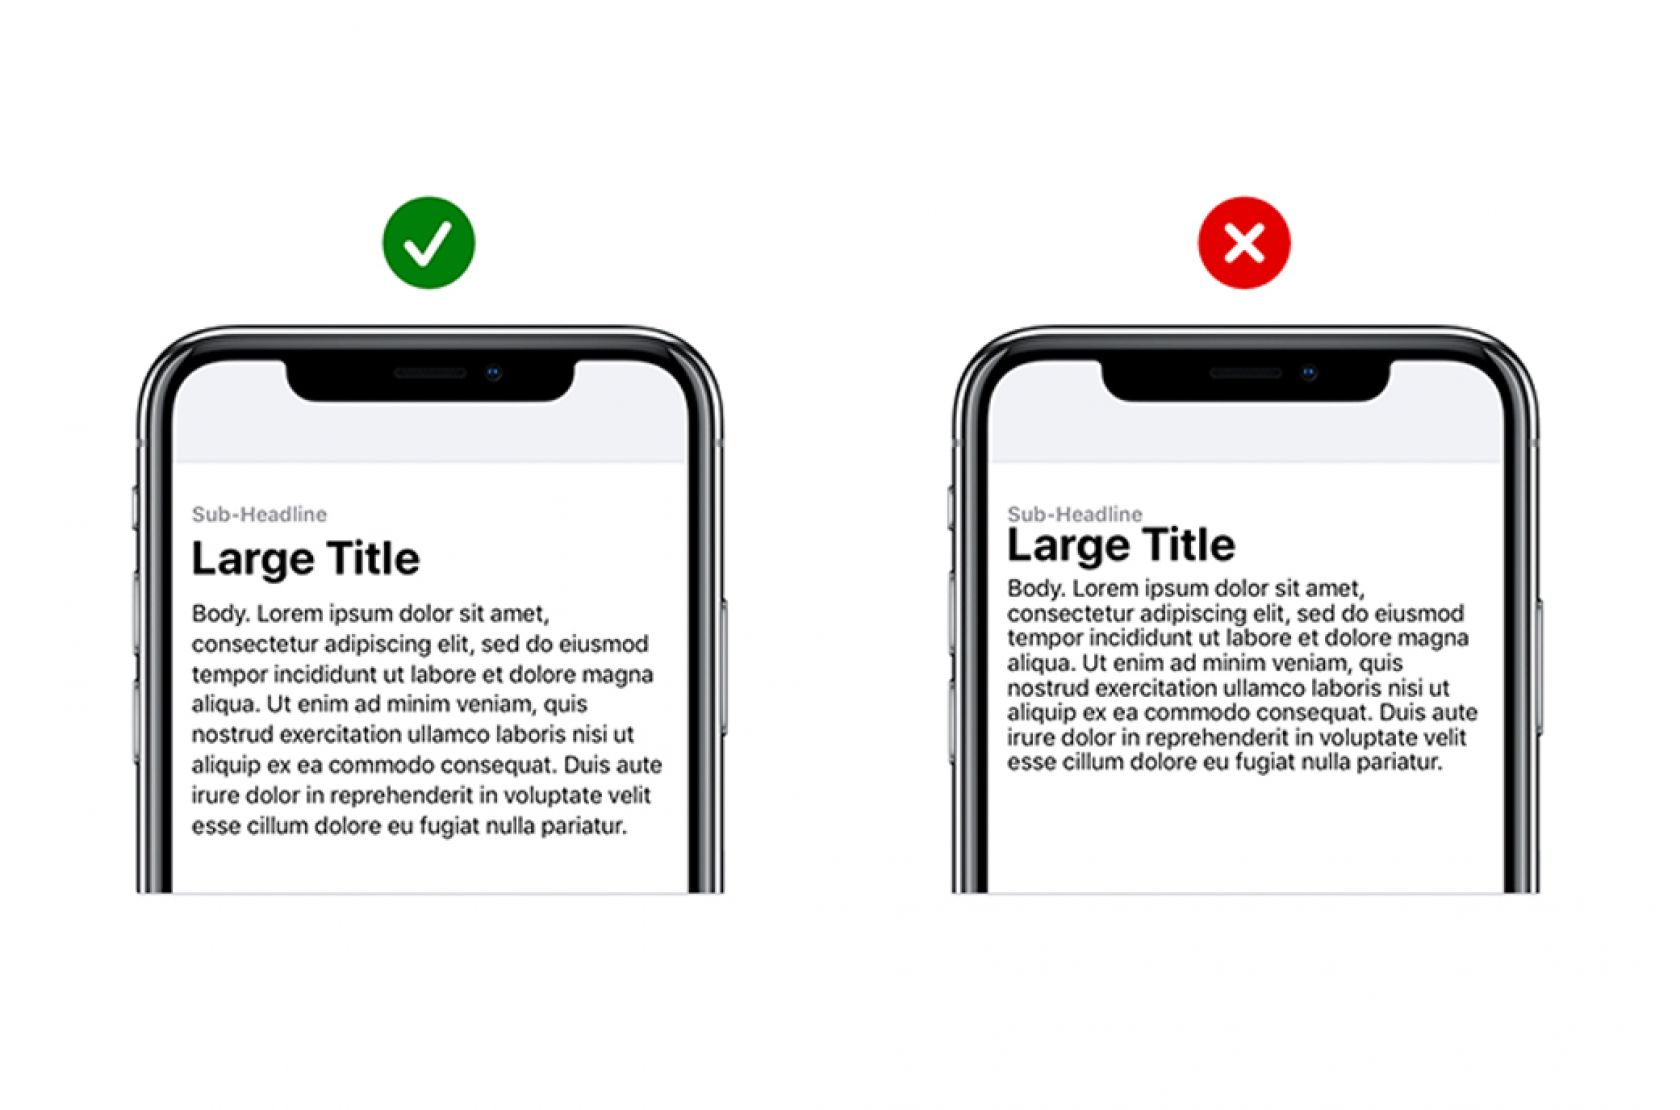 Sub-Headline
Large Title
Body. Lorem ipsum dolor sit amet,
consectetur adipiscing elit, sed do eiusmod
tempor incididunt ut labore et dolore magna
aliqua. Ut enim ad minim veniam, quis
nostrud exercitation ullamco laboris nisi ut
aliquip ex ea commodo consequat. Duis aute
irure dolor in reprehenderit in voluptate velit
esse cillum dolore eu fugiat nulla pariatur.
Sub-Headline
Large Title
Body. Lorem ipsum dolor sit amet,
consectetur adipiscing elit, sed do eiusmod
tempor incididunt ut labore et dolore magna
aliqua. Ut enim ad minim veniam, quis
nostrud exercitation ullamco laboris nisi ut
aliquip ex ea commodo consequat. Duis aute
irure dolor in reprehenderit in voluptate velit
esse cillum dolore eu fugiat nulla pariatur.